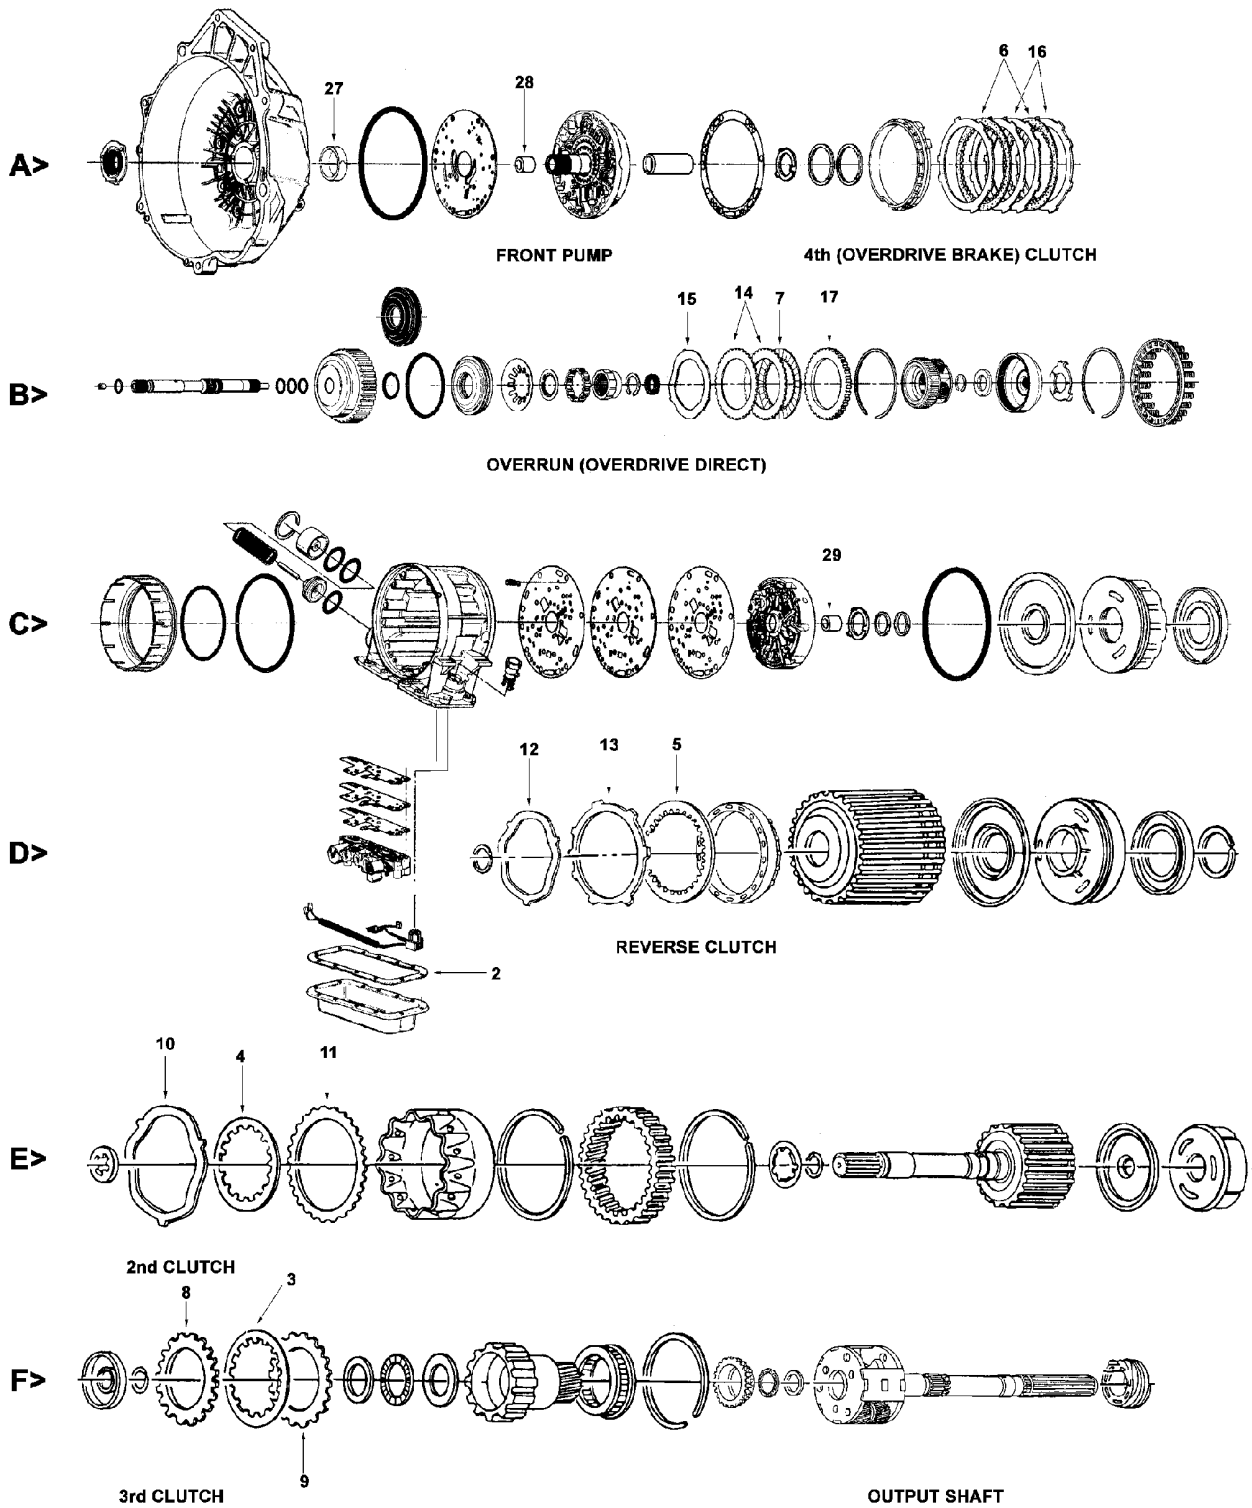 6 16
27
28
A>
FRONT PUMP
4th (OVERDRIVE BRAKE) CLUTCH
15 14 7 17
B>
OVERRUN (OVERDRIVE DIRECT)
29
C>
12 13 5
D>
REVERSE CLUTCH
2
10 4 11
E>
2nd CLUTCH
3
8
F>
9
3rd CLUTCH
OUTPUT SHAFT